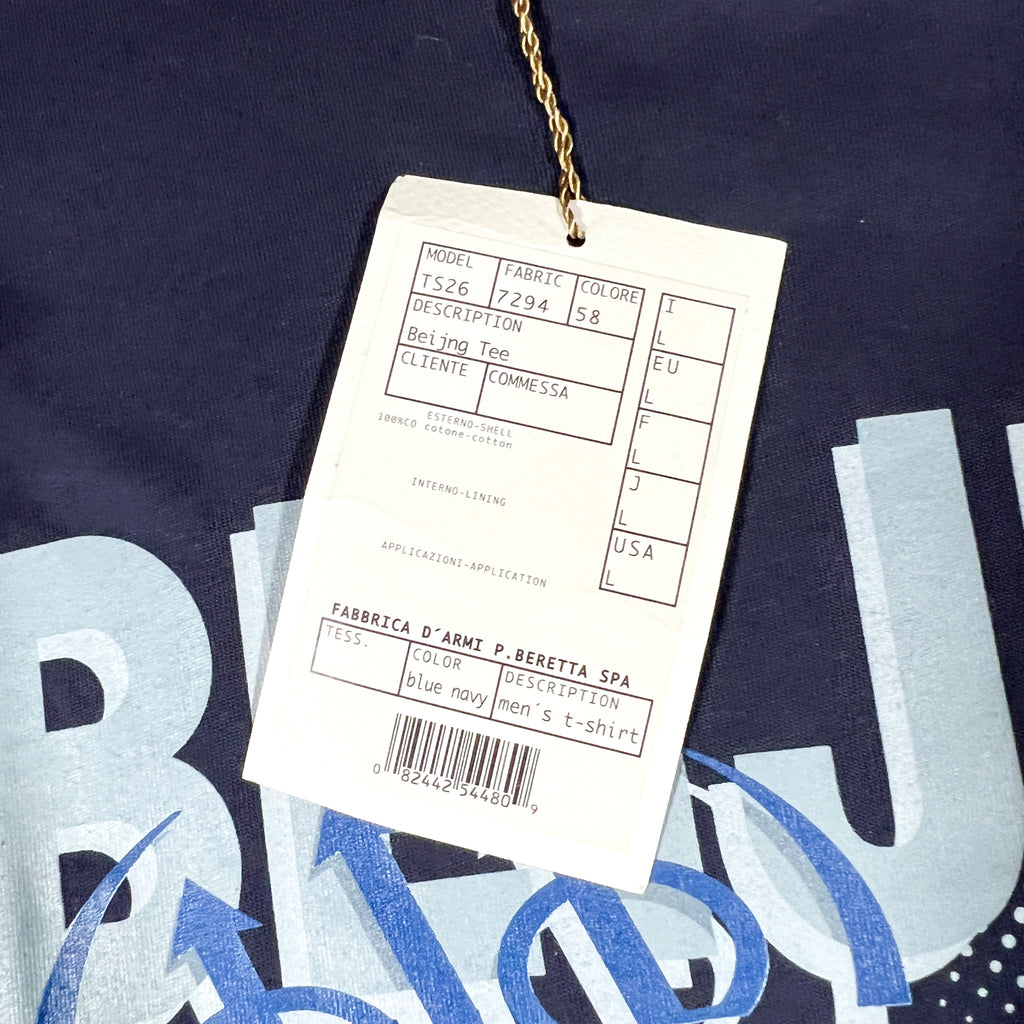 MODEL FABRIC COLORE
TS26 7294 58
DESCRIPTION
Beijng Tee
CLIENTE COMMESSA
ESTERNO-SHELL
100%CO cotone-cotton
INTERNO-LINING
APPLICAZIONI-APPLICATION
I
L
EU
L
F
L
J
L
USA
L
FABBRICA D´ARMI P.BERETTA SPA
TESS. COLOR DESCRIPTION
blue navy men´s t-shirt
0 82442 54480 9
BEIJ